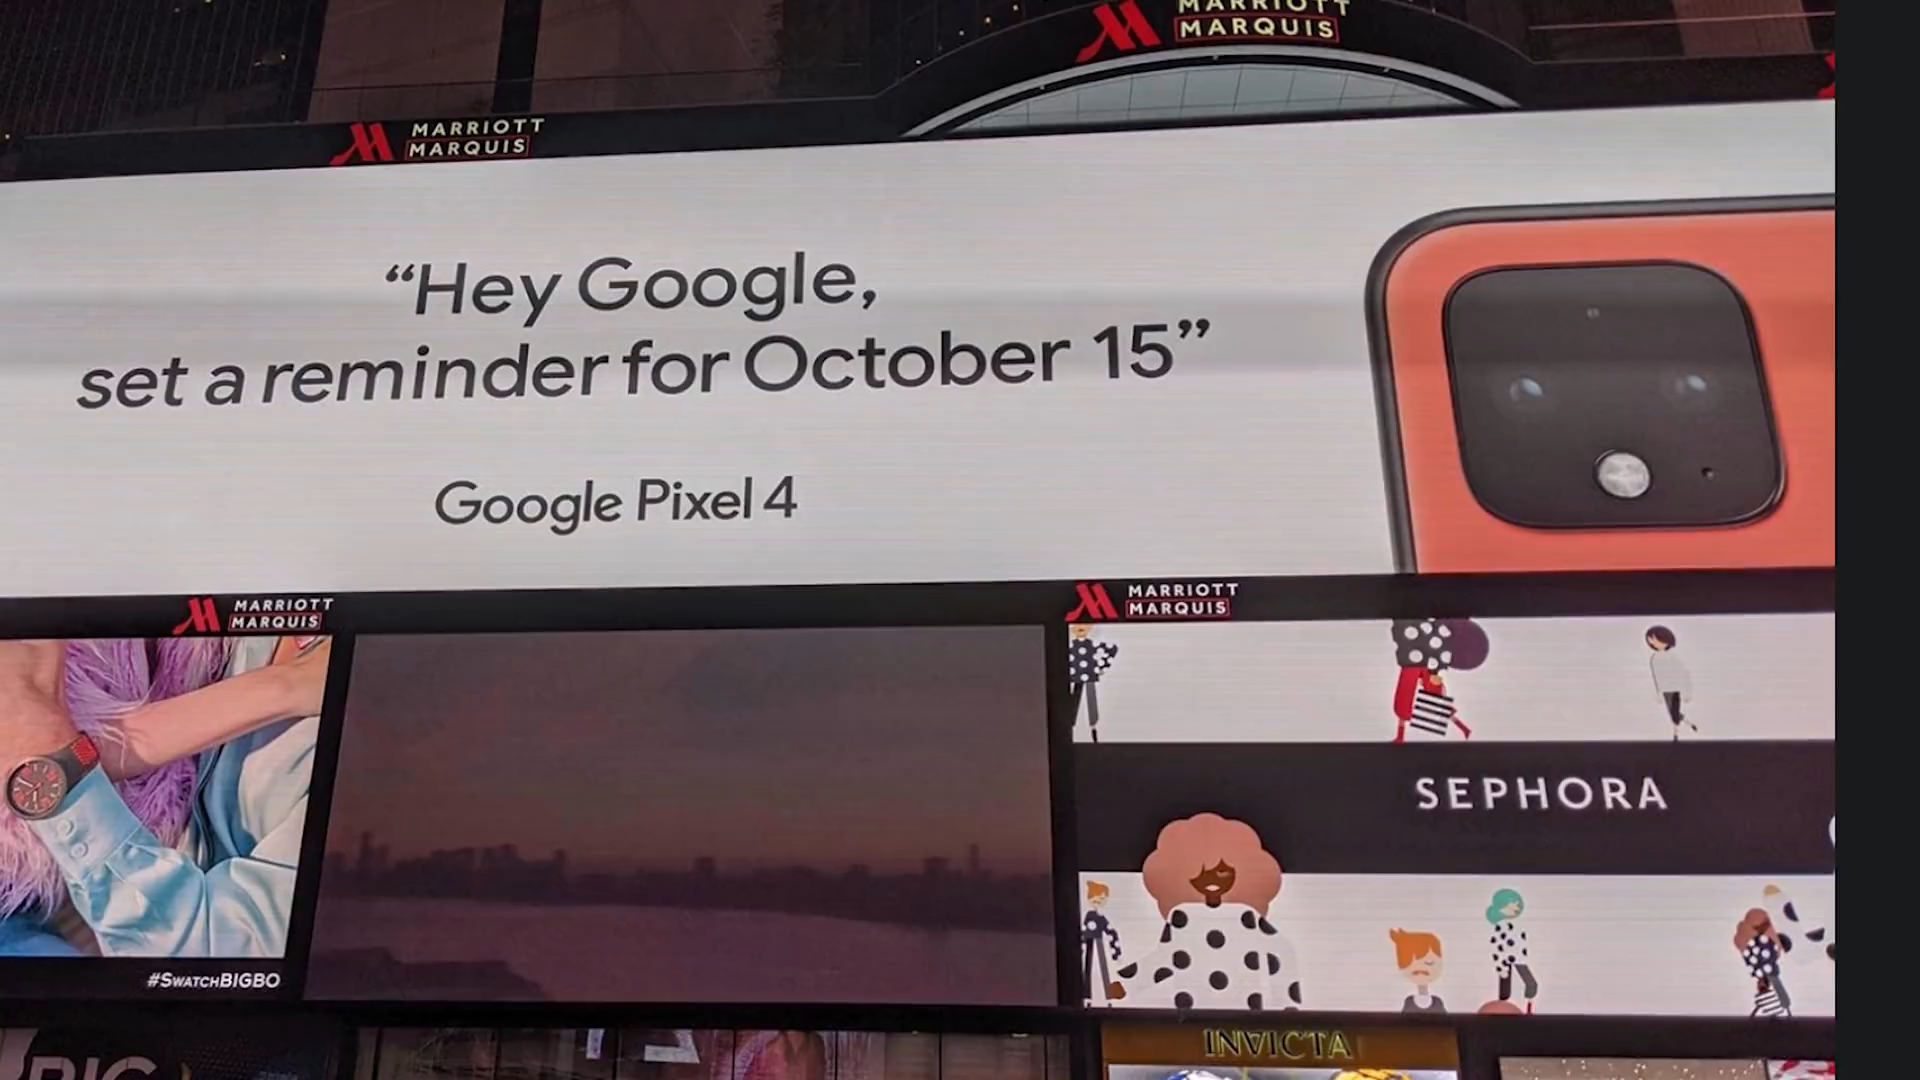 MARRIOTT
MARQUIS
MARRIOTT
MARQUIS
“Hey Google,
set a reminder for October 15”
Google Pixel 4
MARRIOTT
MARQUIS
MARRIOTT
MARQUIS
SEPHORA
#SWATCHBIGBO
INVICTA